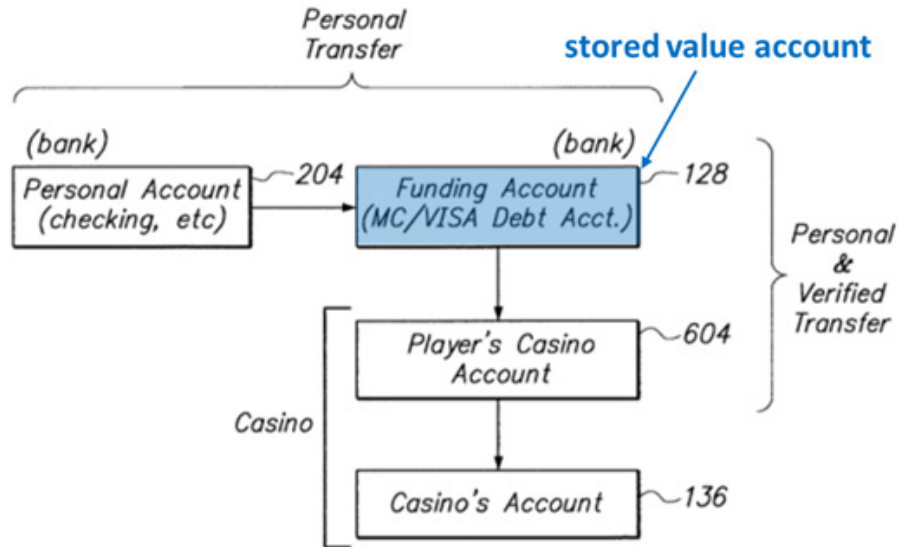 Personal
Transfer
stored value account
(bank)
(bank)
Personal Account
(checking, etc)
204
Funding Account
(MC/VISA Debt Acct.)
128
Personal
&
Verified
Transfer
Player's Casino
Account
604
Casino
Casino's Account
136